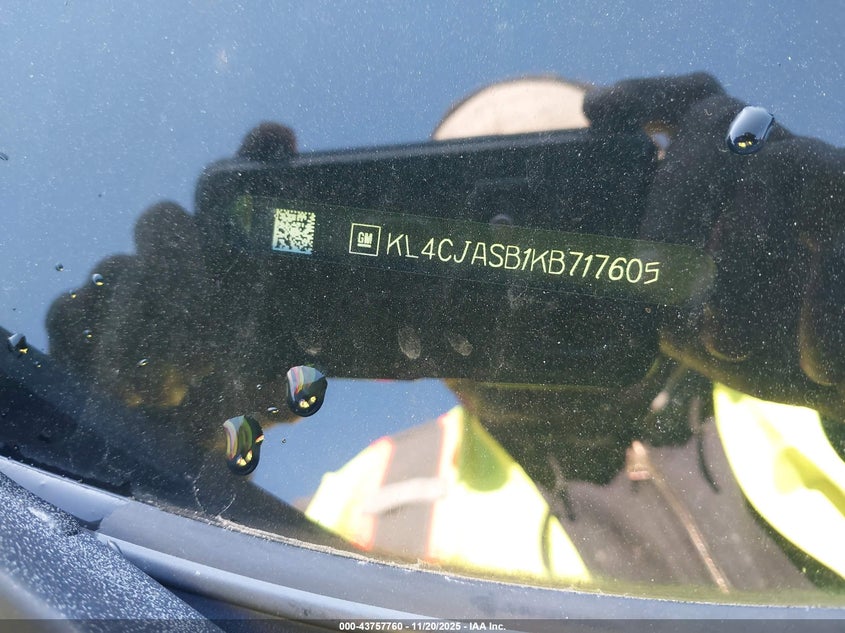 GM KL4CJASB1KB717605
000-43757760 - 11/20/2025 - IAA Inc.